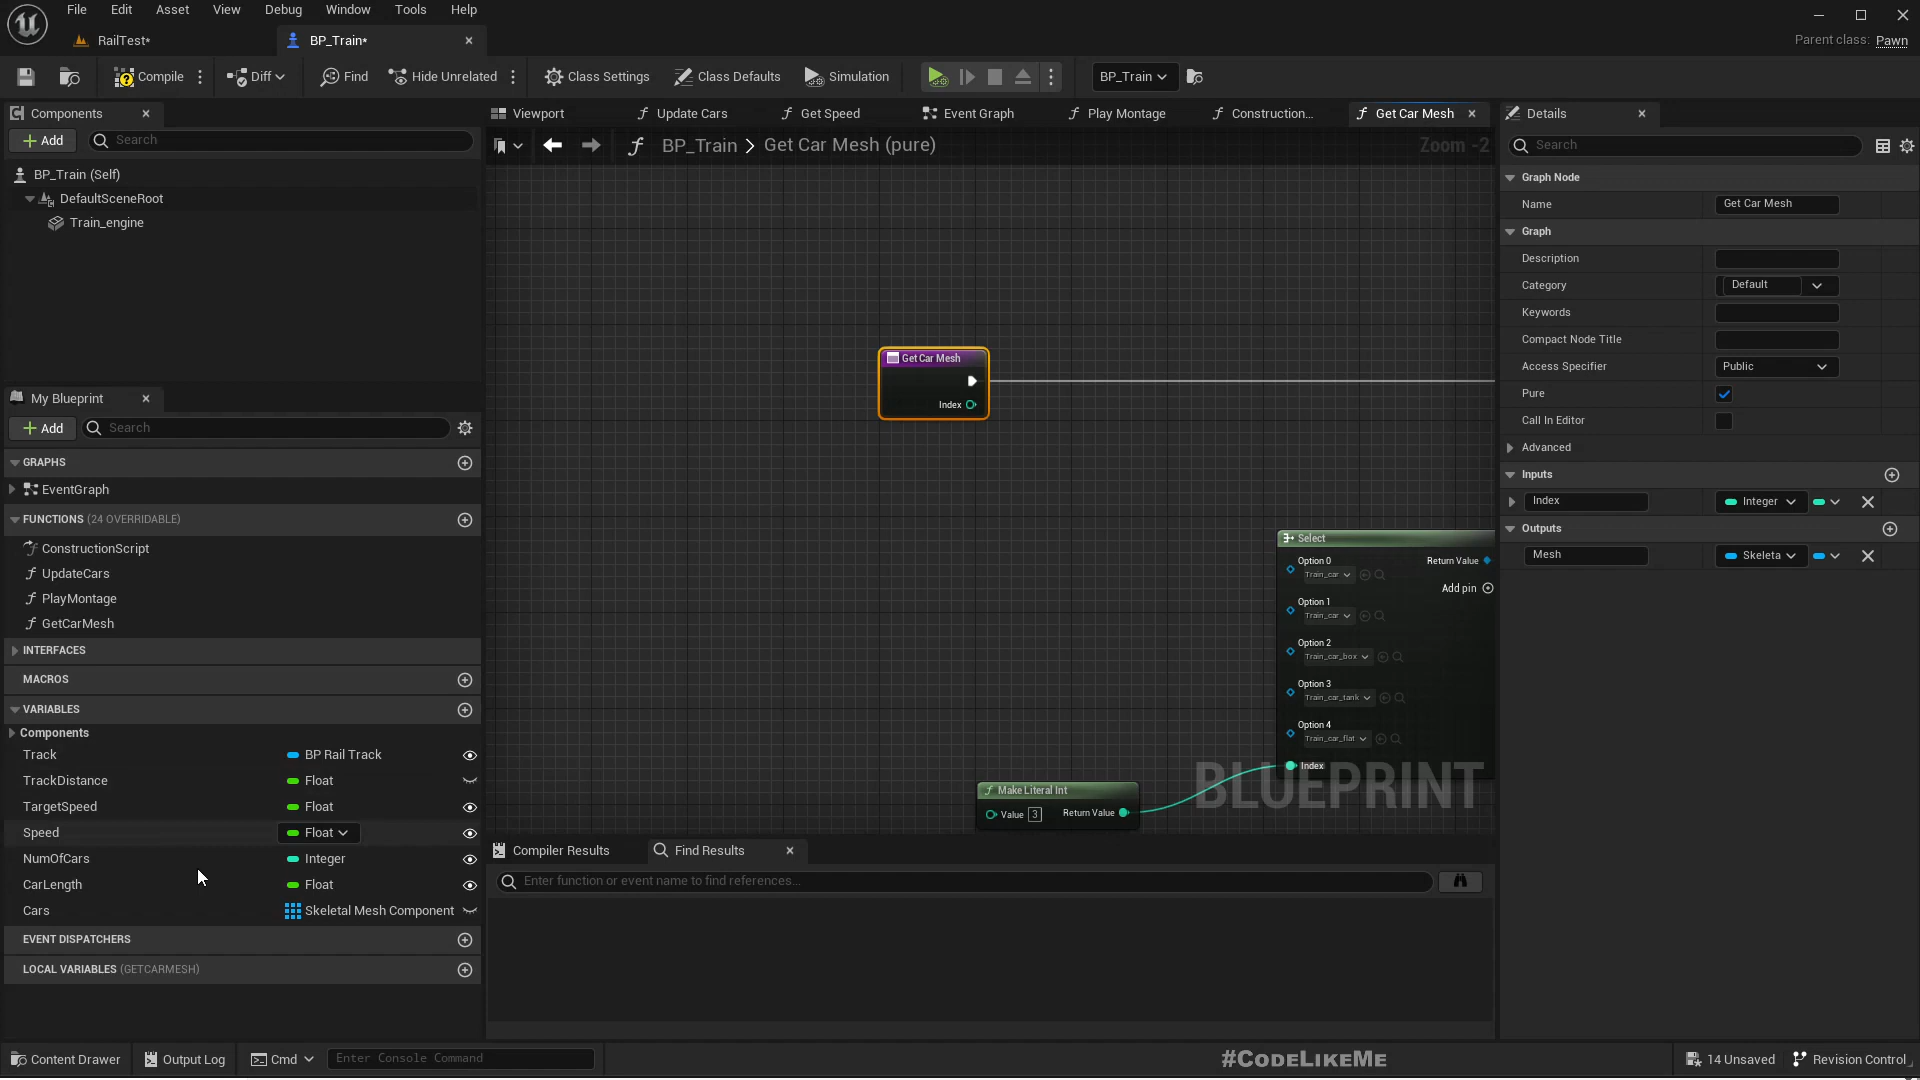 File Edit Asset View Window Debug Window Tools Help
RailTest*
BP_Train*
Parent class: Pawn
Compile
Diff
Find
Hide Unrelated
Class Settings
Class Defaults
Simulation
BP_Train
Components
Add
Search
BP_Train (Self)
DefaultSceneRoot
Train_engine
My Blueprint
Add
Search
GRAPHS
EventGraph
FUNCTIONS (24 OVERRIDABLE)
ConstructionScript
UpdateCars
PlayMontage
GetCarMesh
INTERFACES
MACROS
VARIABLES
Components
Track BP Rail Track
TrackDistance Float
TargetSpeed Float
Speed Float
NumOfCars Integer
CarLength Float
Cars Skeletal Mesh Component
EVENT DISPATCHERS
LOCAL VARIABLES (GETCARMESH)
Viewport
Update Cars
Get Speed
Event Graph
Play Montage
Construction...
Get Car Mesh
BP_Train > Get Car Mesh (pure)
Zoom -2
Get Car Mesh
Index
Select
Option 0 Return Value
Train_car
Add pin
Option 1
Train_car
Option 2
Train_car_box
Option 3
Train_car_tank
Option 4
Train_car_flat
Index
BLUEPRINT
Make Literal Int
Value 3 Return Value
Compiler Results
Find Results
Enter function or event name to find references...
Details
Search
Graph Node
Name Get Car Mesh
Graph
Description
Category Default
Keywords
Compact Node Title
Access Specifier Public
Pure
Call In Editor
Advanced
Inputs
Index Integer
Outputs
Mesh Skeleta
Content Drawer
Output Log
Cmd
Enter Console Command
#CODELIKEME
14 Unsaved
Revision Control